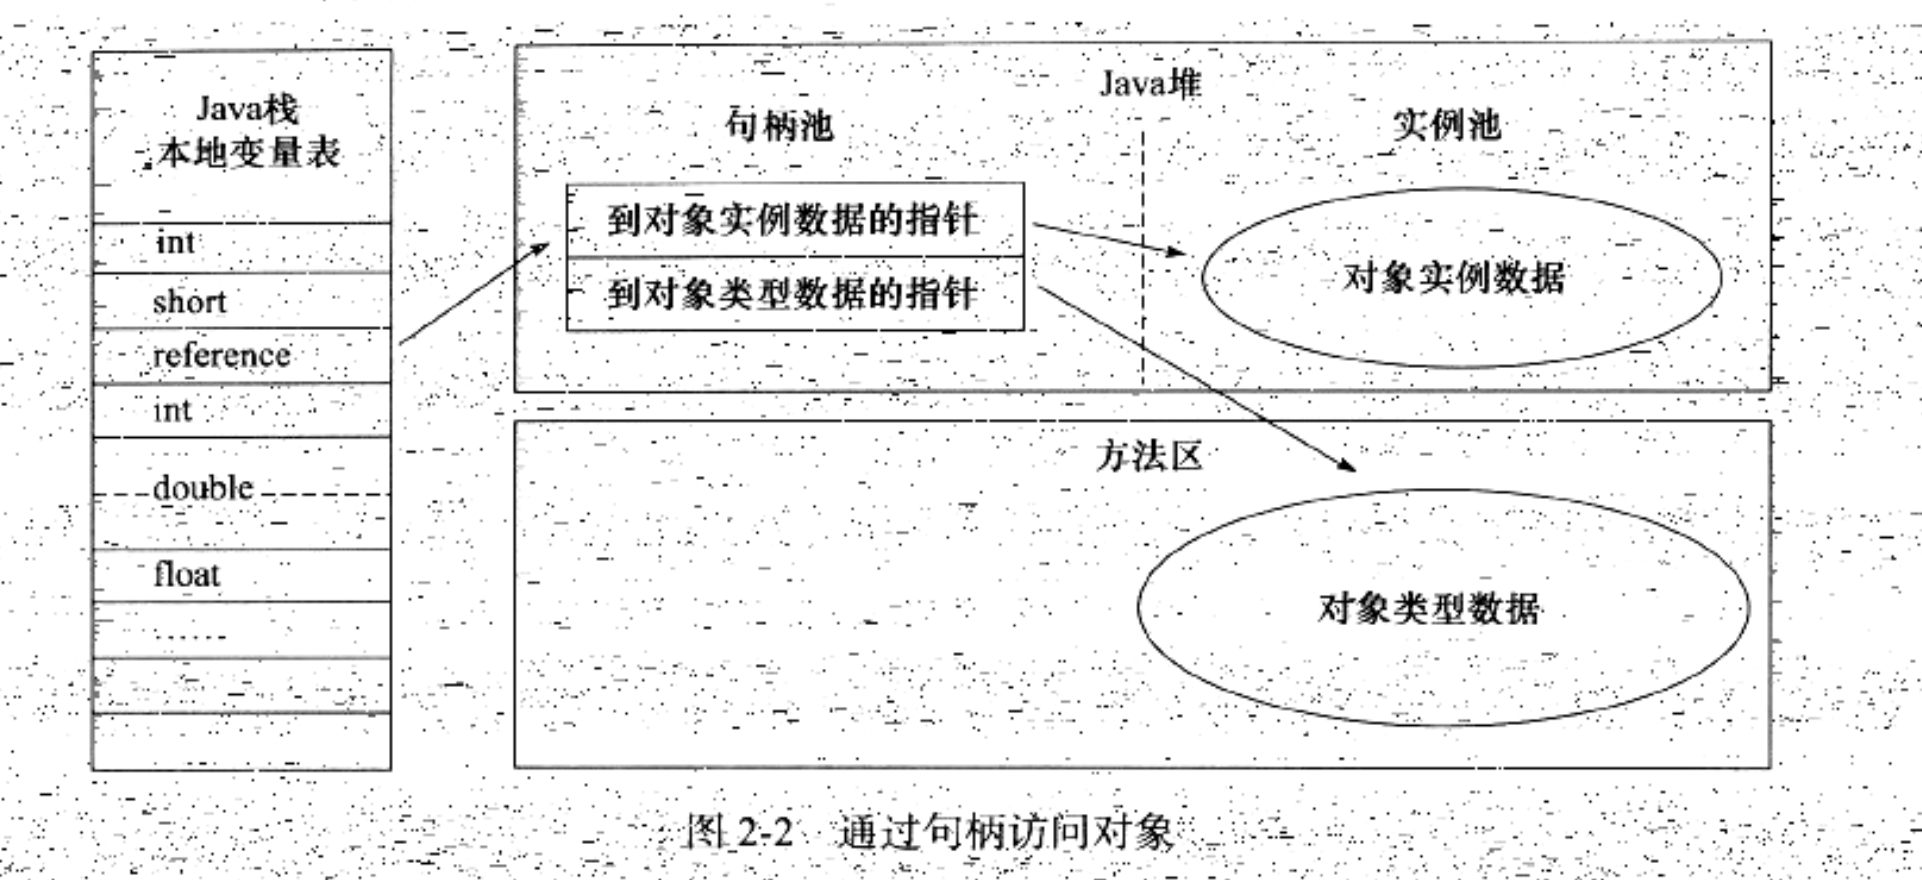 Java栈
本地变量表
int
short
reference
int
double
float
......
Java堆
句柄池
实例池
到对象实例数据的指针
到对象类型数据的指针
对象实例数据
方法区
对象类型数据
图 2-2 通过句柄访问对象